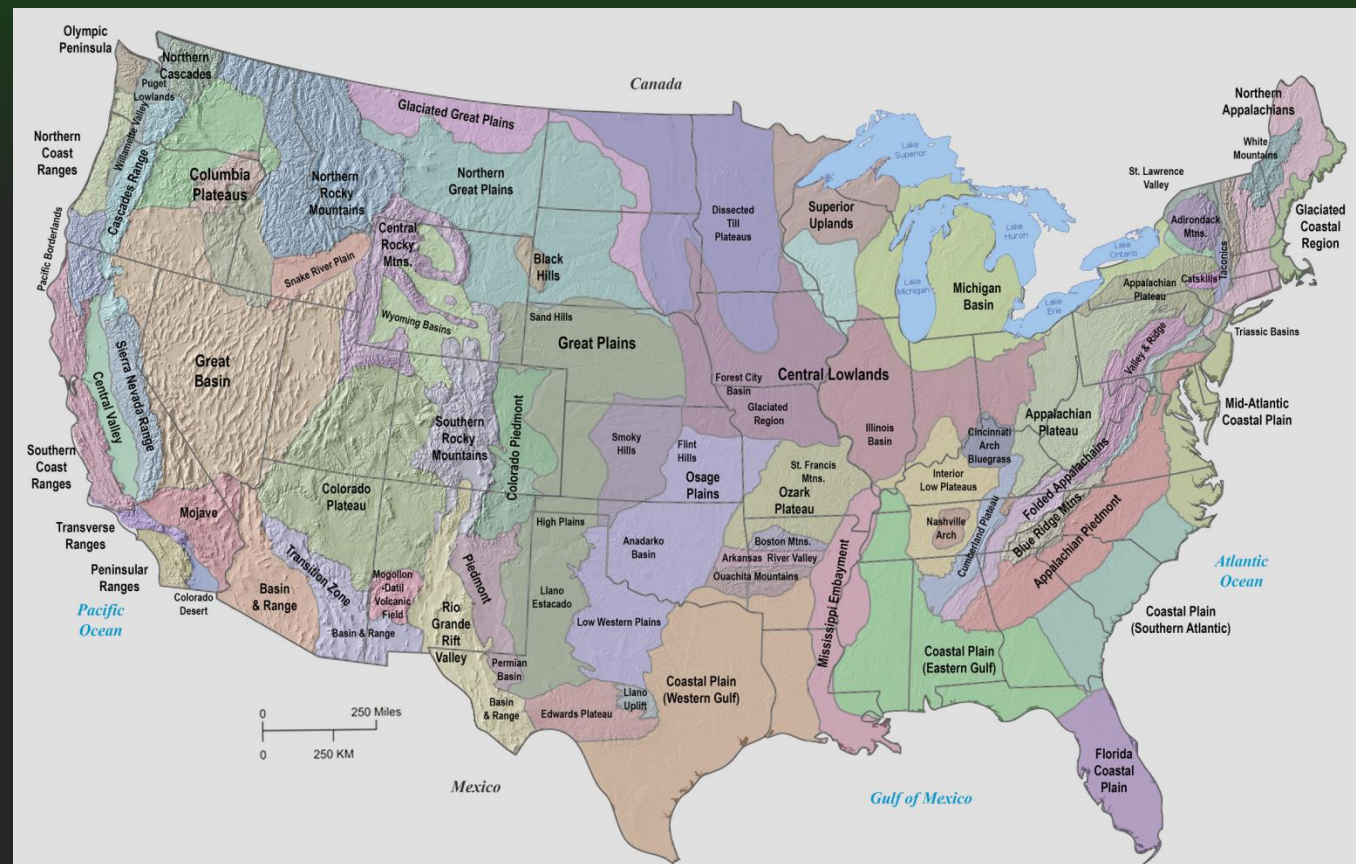 Olympic
Peninsula
Northern
Cascades
Puget
Lowlands
Willamette Valley
Northern
Coast
Ranges
Cascades Range
Columbia
Plateaus
Northern
Rocky
Mountains
Glaciated Great Plains
Canada
Northern
Great Plains
Dissected
Till
Plateaus
Superior
Uplands
Lake
Superior
Lake
Huron
Lake
Michigan
Michigan
Basin
Lake
Ontario
Lake
Erie
Northern
Appalachians
White
Mountains
St. Lawrence
Valley
Adirondack
Mtns.
Taconics
Glaciated
Coastal
Region
Catskills
Appalachian
Plateau
Triassic Basins
Valley & Ridge
Mid-Atlantic
Coastal Plain
Pacific Borderlands
Snake River Plain
Central
Rocky
Mtns.
Black
Hills
Wyoming Basins
Sand Hills
Great Plains
Great
Basin
Sierra Nevada Range
Central Valley
Southern
Coast
Ranges
Southern
Rocky
Mountains
Colorado Piedmont
Forest City
Basin
Central Lowlands
Glaciated
Region
Illinois
Basin
Cincinnati
Arch
Bluegrass
Appalachian
Plateau
Smoky
Hills
Flint
Hills
Osage
Plains
St. Francis
Mtns.
Ozark
Plateau
Interior
Low Plateaus
Nashville
Arch
Cumberland Plateau
Folded Appalachains
Blue Ridge Mtns.
Appalachian Piedmont
Colorado
Plateau
Mojave
Transverse
Ranges
Peninsular
Ranges
Colorado
Desert
Pacific
Ocean
Basin
& Range
Transition Zone
Mogollon
-Datil
Volcanic
Field
Basin & Range
Rio
Grande
Rift
Valley
Piedmont
High Plains
Llano
Estacado
Anadarko
Basin
Low Western Plains
Boston Mtns.
Arkansas River Valley
Ouachita Mountains
Mississippi Embayment
Atlantic
Ocean
Coastal Plain
(Southern Atlantic)
Coastal Plain
(Eastern Gulf)
Coastal Plain
(Western Gulf)
Permian
Basin
Basin
& Range
Edwards Plateau
Llano
Uplift
Florida
Coastal
Plain
0 250 Miles
0 250 KM
Mexico
Gulf of Mexico